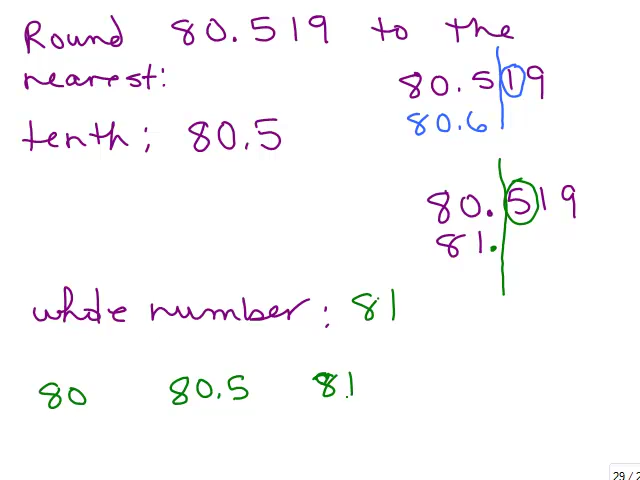 Round 80.519 to the
nearest:
80.519
80.6
tenth; 80.5
80.519
81.
whole number: 81
80 80.5 81
29 / 2